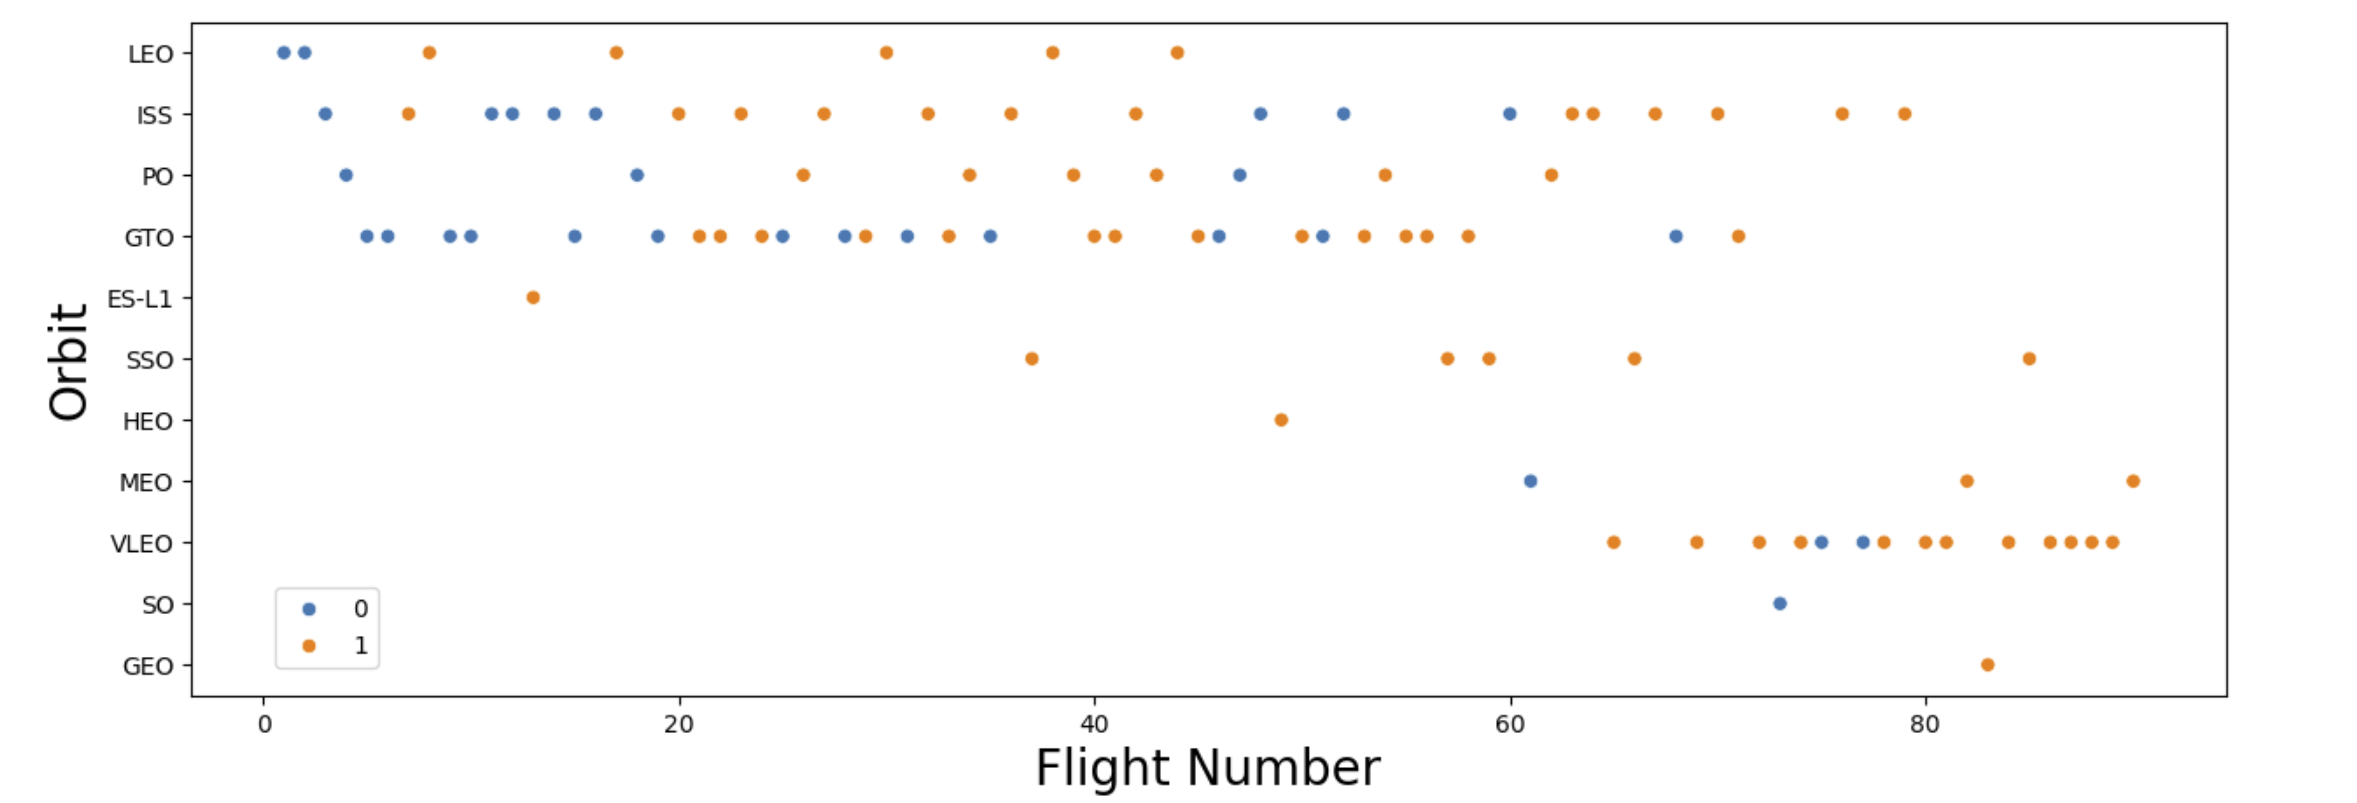 LEO
ISS
PO
GTO
ES-L1
SSO
HEO
MEO
VLEO
SO
GEO
Orbit
0
1
0 20 40 60 80
Flight Number